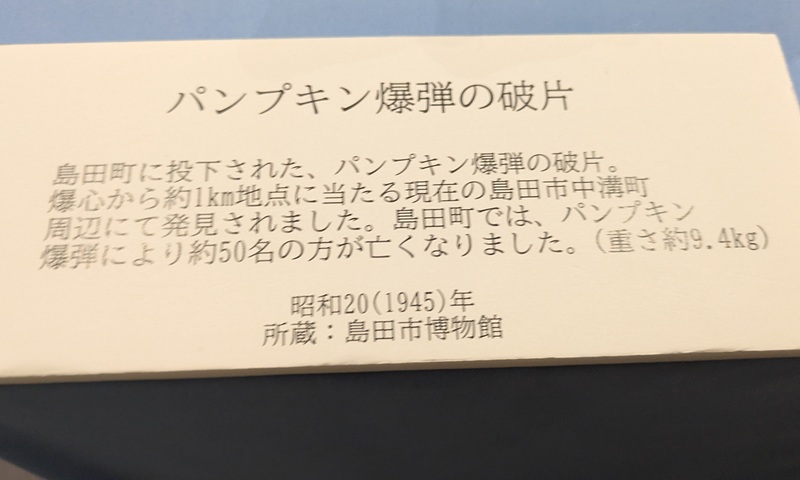 パンプキン爆弾の破片
島田町に投下された、パンプキン爆弾の破片。
爆心から約1km地点に当たる現在の島田市中溝町
周辺にて発見されました。島田町では、パンプキン
爆弾により約50名の方が亡くなりました。(重さ約9.4kg)
昭和20(1945)年
所蔵：島田市博物館